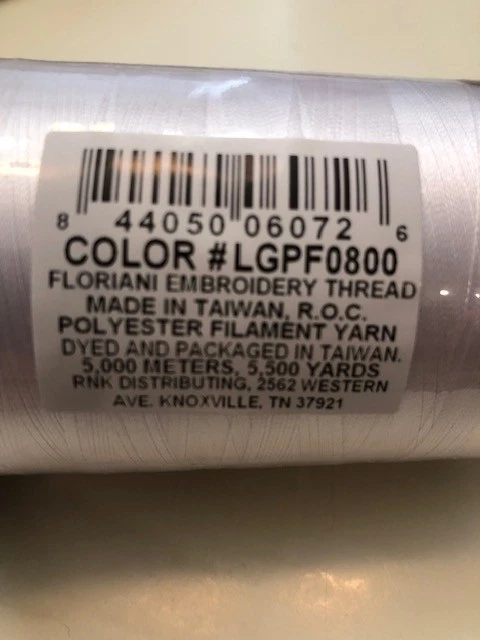 8 44050 06072 6
COLOR #LGPF0800
FLORIANI EMBROIDERY THREAD
MADE IN TAIWAN, R.O.C.
POLYESTER FILAMENT YARN
DYED AND PACKAGED IN TAIWAN.
5,000 METERS, 5,500 YARDS
RNK DISTRIBUTING, 2562 WESTERN
AVE. KNOXVILLE, TN 37921